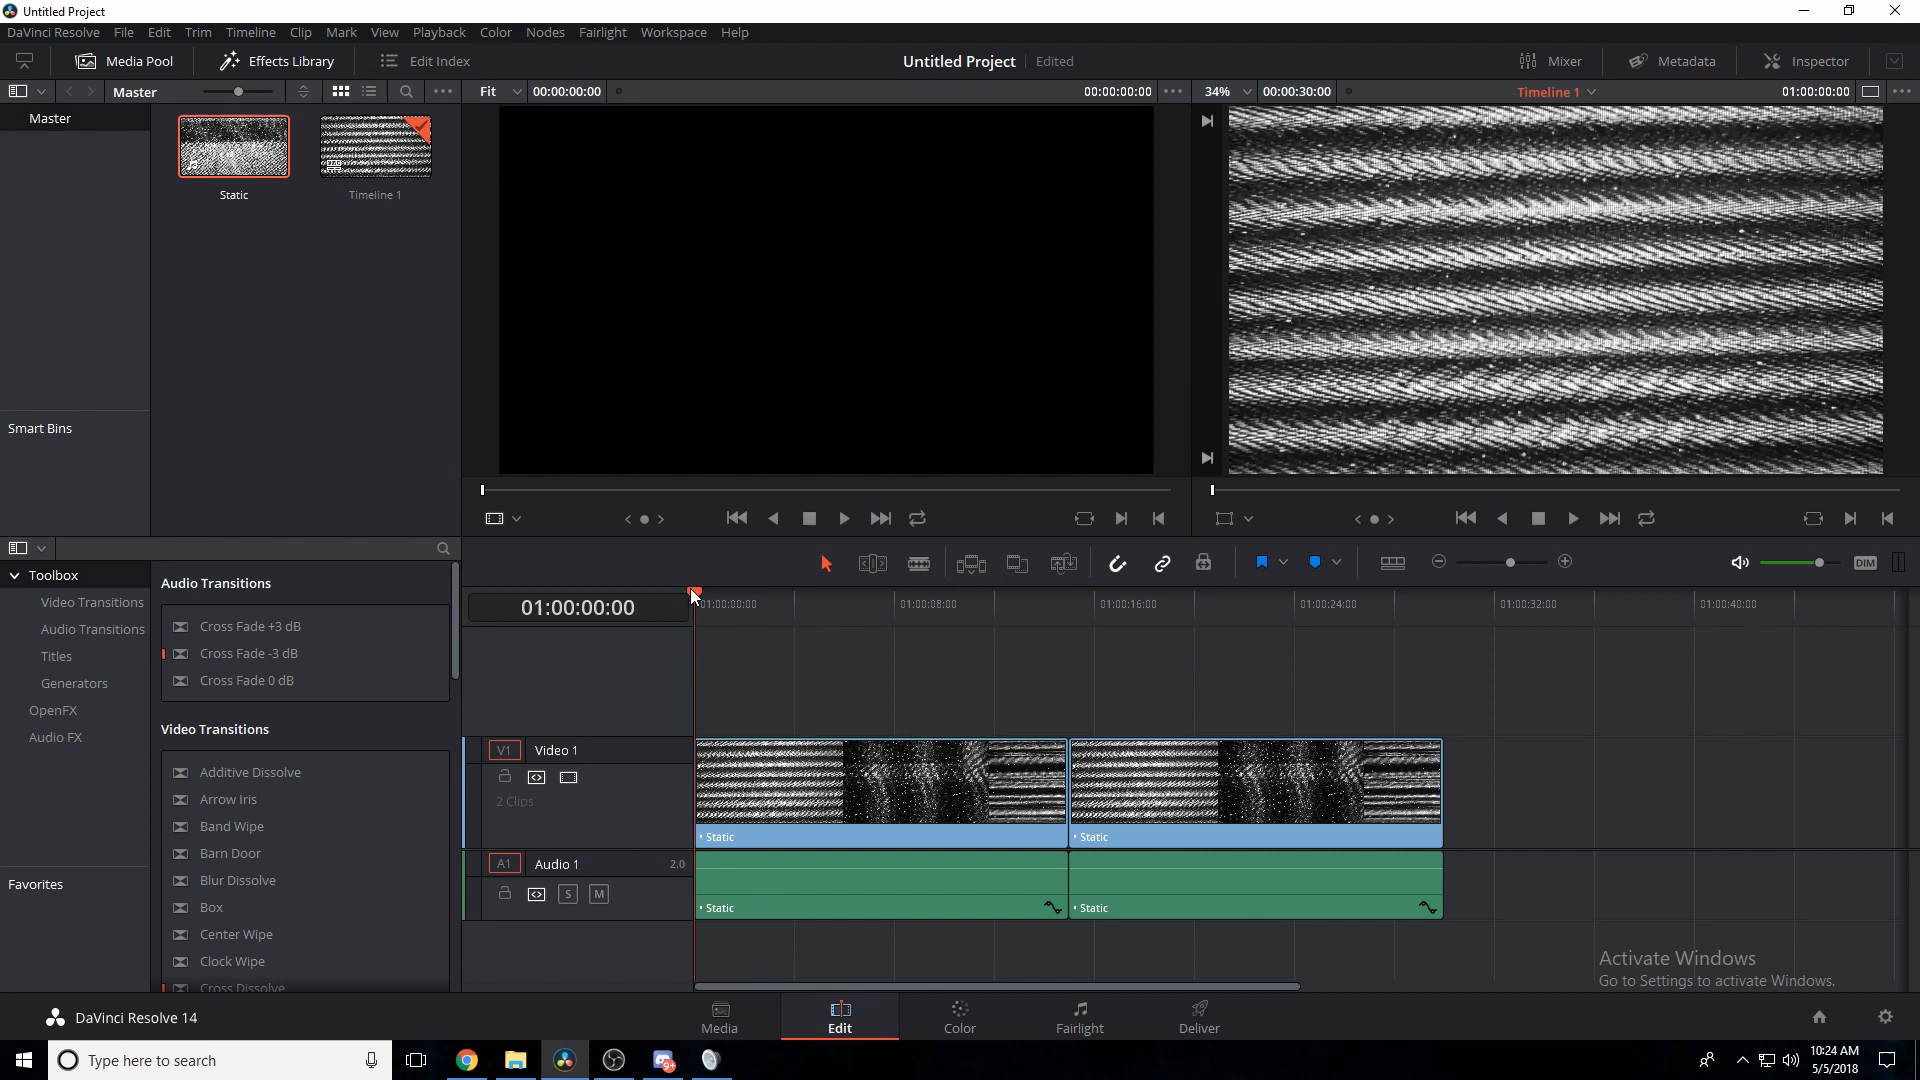 Untitled Project
DaVinci Resolve File Edit Trim Timeline Clip Mark View Playback Color Nodes Fairlight Workspace Help
Media Pool Effects Library Edit Index Untitled Project Edited Mixer Metadata Inspector
Master Fit 00:00:00:00 00:00:00:00 34% 00:00:30:00 Timeline 1 01:00:00:00
Master
Static Timeline 1
Smart Bins
DIM
Toolbox
Video Transitions
Audio Transitions
Titles
Generators
OpenFX
Audio FX
Favorites
Audio Transitions
Cross Fade +3 dB
Cross Fade -3 dB
Cross Fade 0 dB
Video Transitions
Additive Dissolve
Arrow Iris
Band Wipe
Barn Door
Blur Dissolve
Box
Center Wipe
Clock Wipe
Cross Dissolve
01:00:00:00 01:00:00:00 01:00:08:00 01:00:16:00 01:00:24:00 01:00:32:00 01:00:40:00
V1 Video 1
2 Clips
Static Static
A1 Audio 1 2.0
S M
Static Static
Activate Windows
Go to Settings to activate Windows.
DaVinci Resolve 14 Media Edit Color Fairlight Deliver
Type here to search 9+ 10:24 AM
5/5/2018